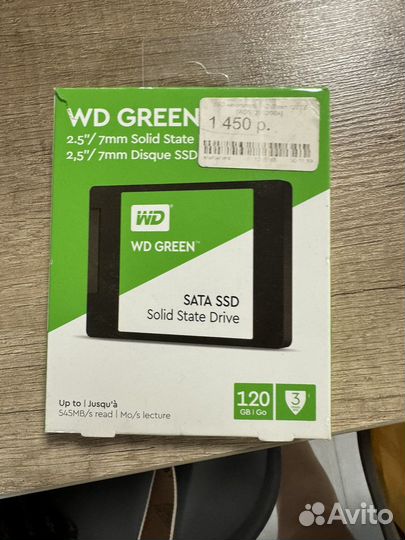 WD GREEN
2.5”/ 7mm Solid State
2,5”/ 7mm Disque SSD
1 450 р.
WD
WD GREEN™
SATA SSD
Solid State Drive
Up to | Jusqu'à
545MB/s read | Mo/s lecture
120
GB | Go
3
Avito